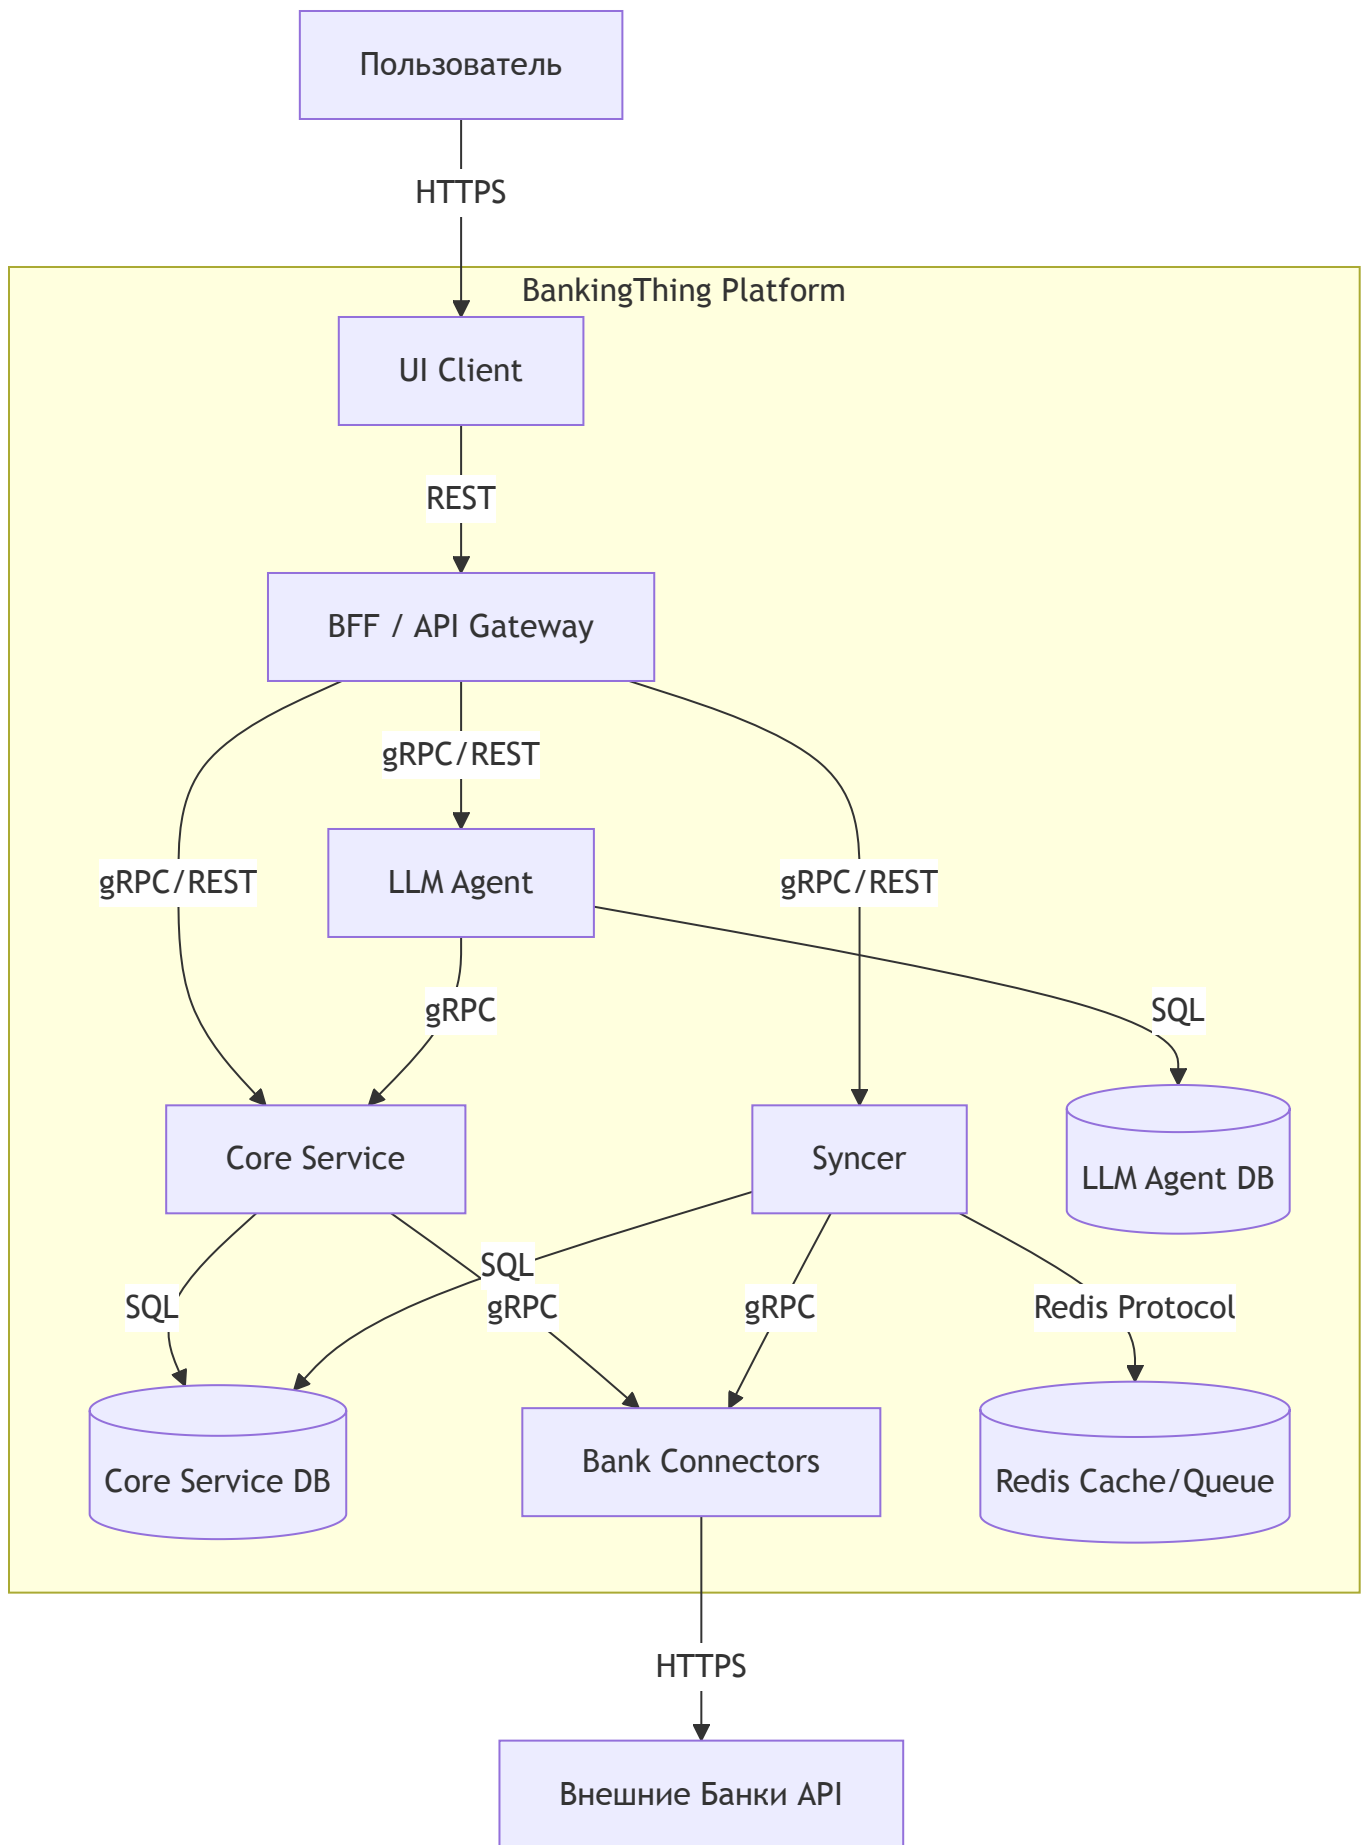 Пользователь
HTTPS
BankingThing Platform
UI Client
REST
BFF / API Gateway
gRPC/REST
gRPC/REST
LLM Agent
gRPC/REST
gRPC
SQL
Core Service
Syncer
LLM Agent DB
SQL
SQL
gRPC
gRPC
Redis Protocol
Core Service DB
Bank Connectors
Redis Cache/Queue
HTTPS
Внешние Банки API